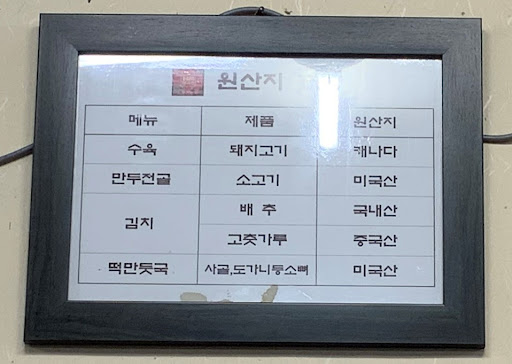 원산지
메뉴 제품 원산지
수육 돼지고기 캐나다
만두전골 소고기 미국산
김치 배 추 국내산
고춧가루 중국산
떡만둣국 사골,도가니등소뼈 미국산